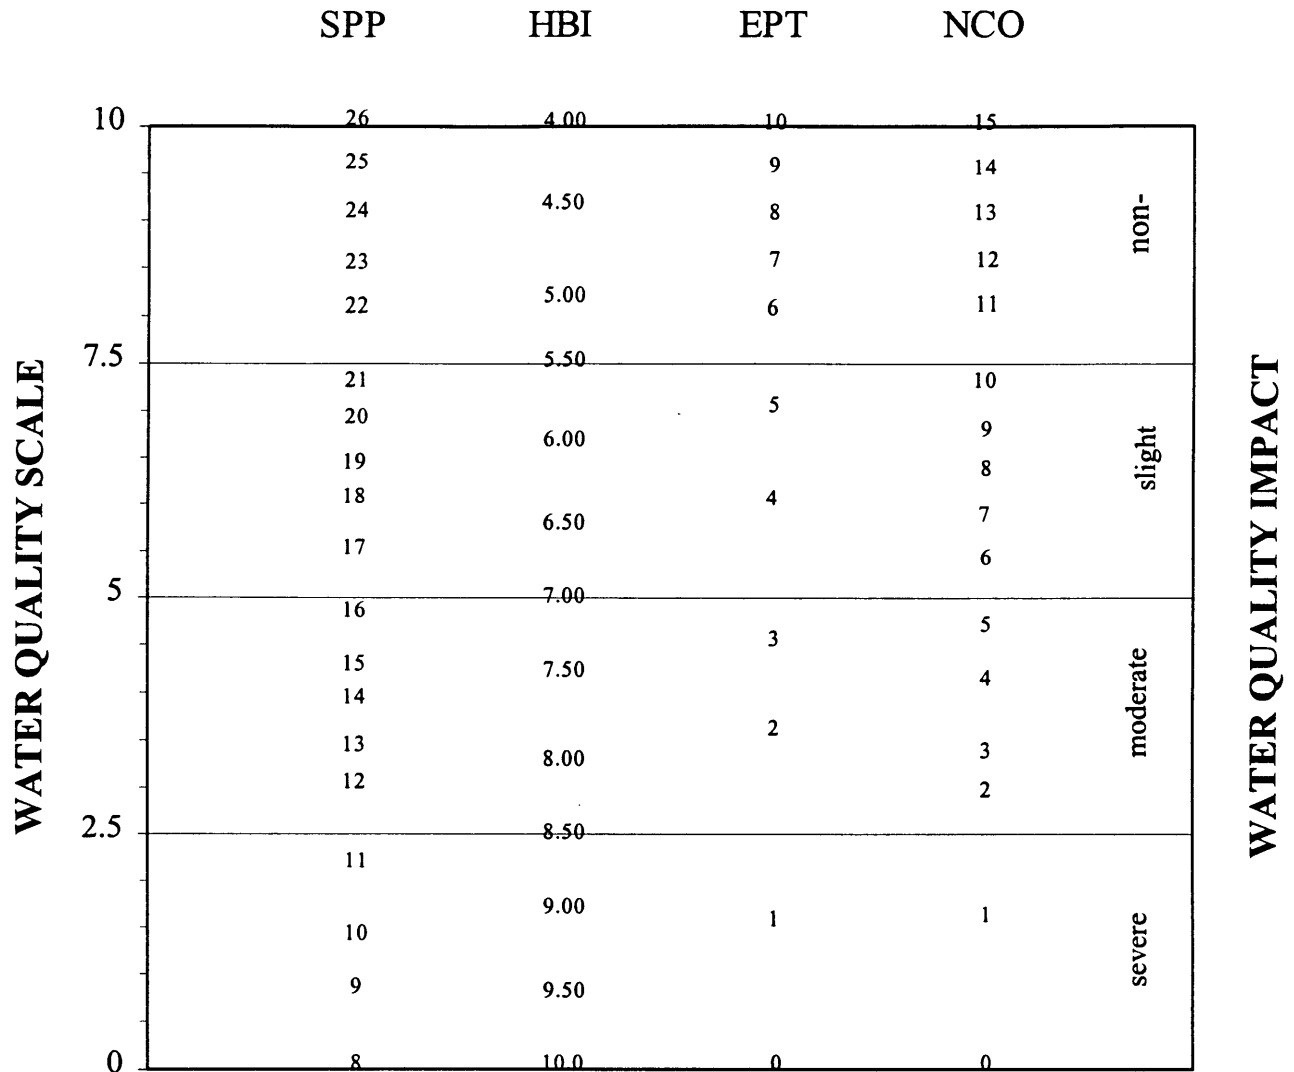 SPP HBI EPT NCO
10 26 4.00 10 15
25 9 14
4.50
24 8 13
23 7 12
22 5.00 6 11
non-
7.5 5.50
21 10
20 5 9
6.00
19 8
18 4 7
6.50
17 6
slight
5 7.00
16 5
3
15 7.50 4
14
2
13 3
8.00
12 2
moderate
2.5 8.50
11
9.00 1 1
10
9 9.50
severe
0 8 10.0 0 0
WATER QUALITY SCALE
WATER QUALITY IMPACT